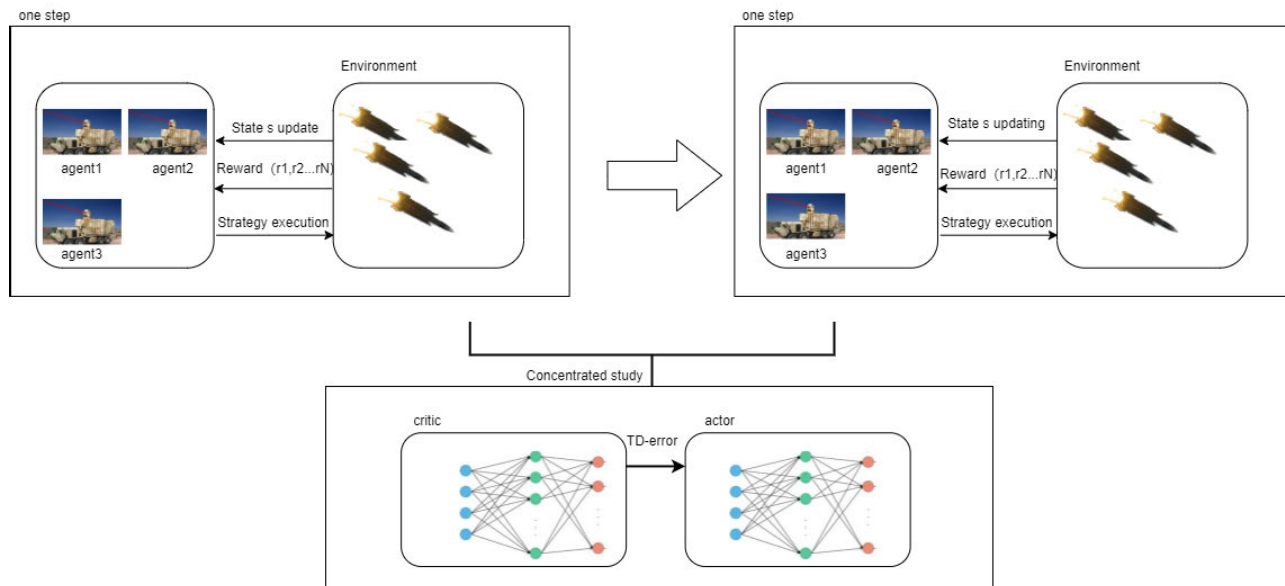 one step
Environment
State s update
agent1
agent2
Reward (r1,r2...rN)
Strategy execution
agent3
one step
Environment
State s updating
agent1
agent2
Reward (r1,r2...rN)
Strategy execution
agent3
Concentrated study
critic
TD-error
actor